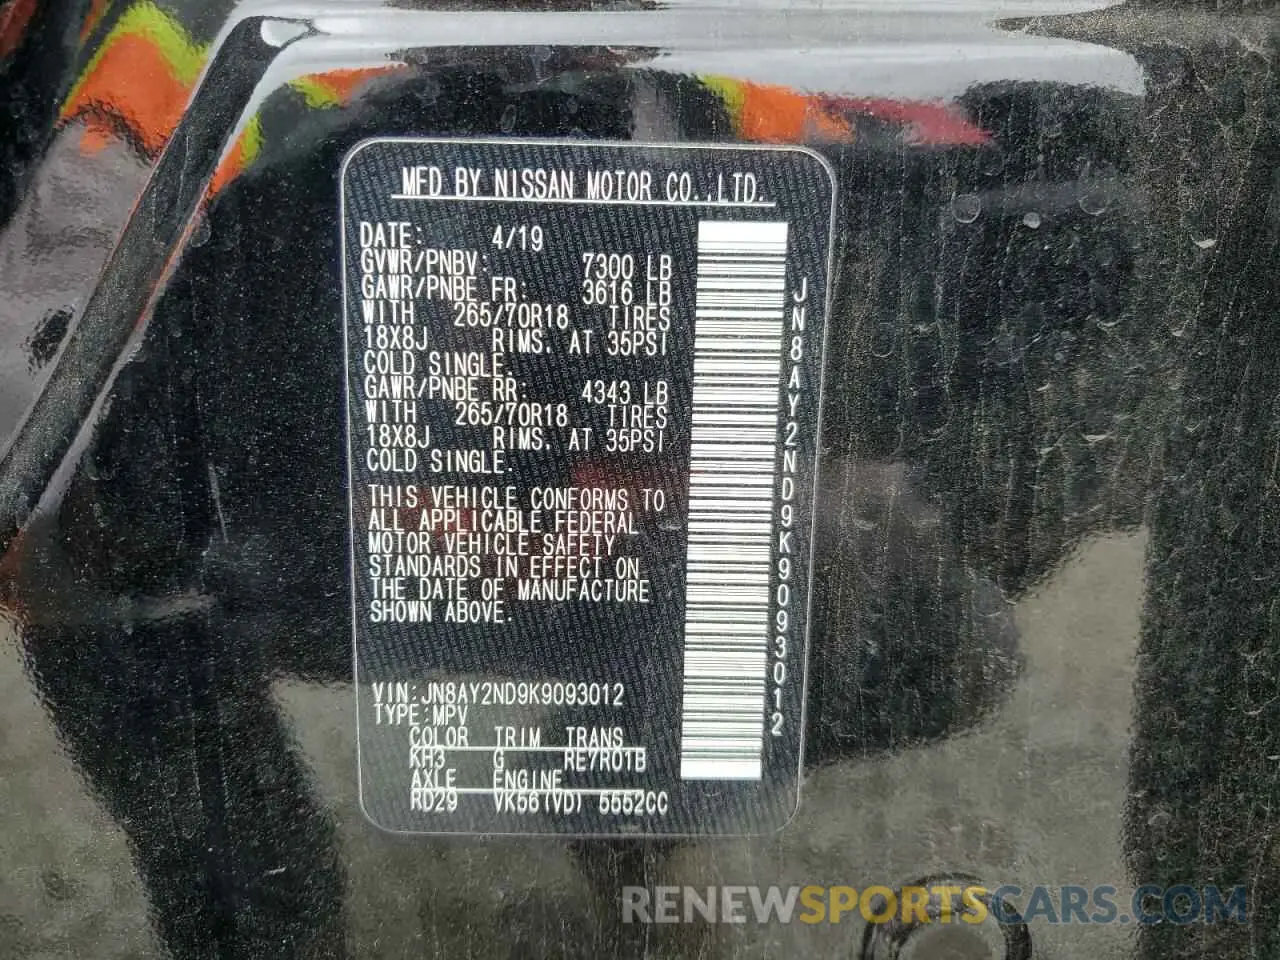 MFD BY NISSAN MOTOR CO.,LTD.
DATE: 4/19
GVWR/PNBV: 7300 LB
GAWR/PNBE FR: 3616 LB
WITH 265/70R18 TIRES
18X8J RIMS. AT 35PSI
COLD SINGLE.
GAWR/PNBE RR: 4343 LB
WITH 265/70R18 TIRES
18X8J RIMS. AT 35PSI
COLD SINGLE.
THIS VEHICLE CONFORMS TO
ALL APPLICABLE FEDERAL
MOTOR VEHICLE SAFETY
STANDARDS IN EFFECT ON
THE DATE OF MANUFACTURE
SHOWN ABOVE.
VIN:JN8AY2ND9K9093012
TYPE:MPV
COLOR TRIM TRANS
KH3 G RE7R01B
AXLE ENGINE
RD29 VK56(VD) 5552CC
JN8AY2ND9K9093012
RENEWSPORTSCARS.COM